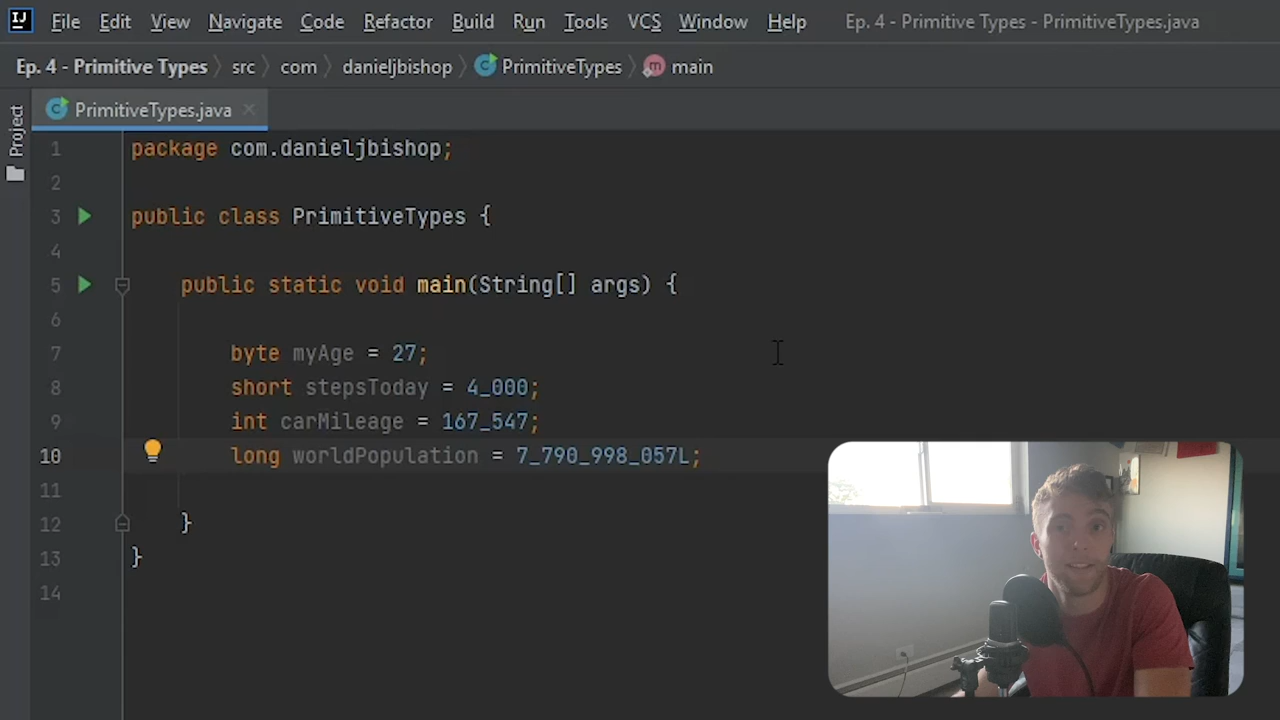 IJ File Edit View Navigate Code Refactor Build Run Tools VCS Window Help Ep. 4 - Primitive Types - PrimitiveTypes.java
Ep. 4 - Primitive Types src com danieljbishop PrimitiveTypes m main
PrimitiveTypes.java
Project
1 package com.danieljbishop;
2
3 public class PrimitiveTypes {
4
5 public static void main(String[] args) {
6
7 byte myAge = 27;
8 short stepsToday = 4_000;
9 int carMileage = 167_547;
10 long worldPopulation = 7_790_998_057L;
11
12 }
13 }
14